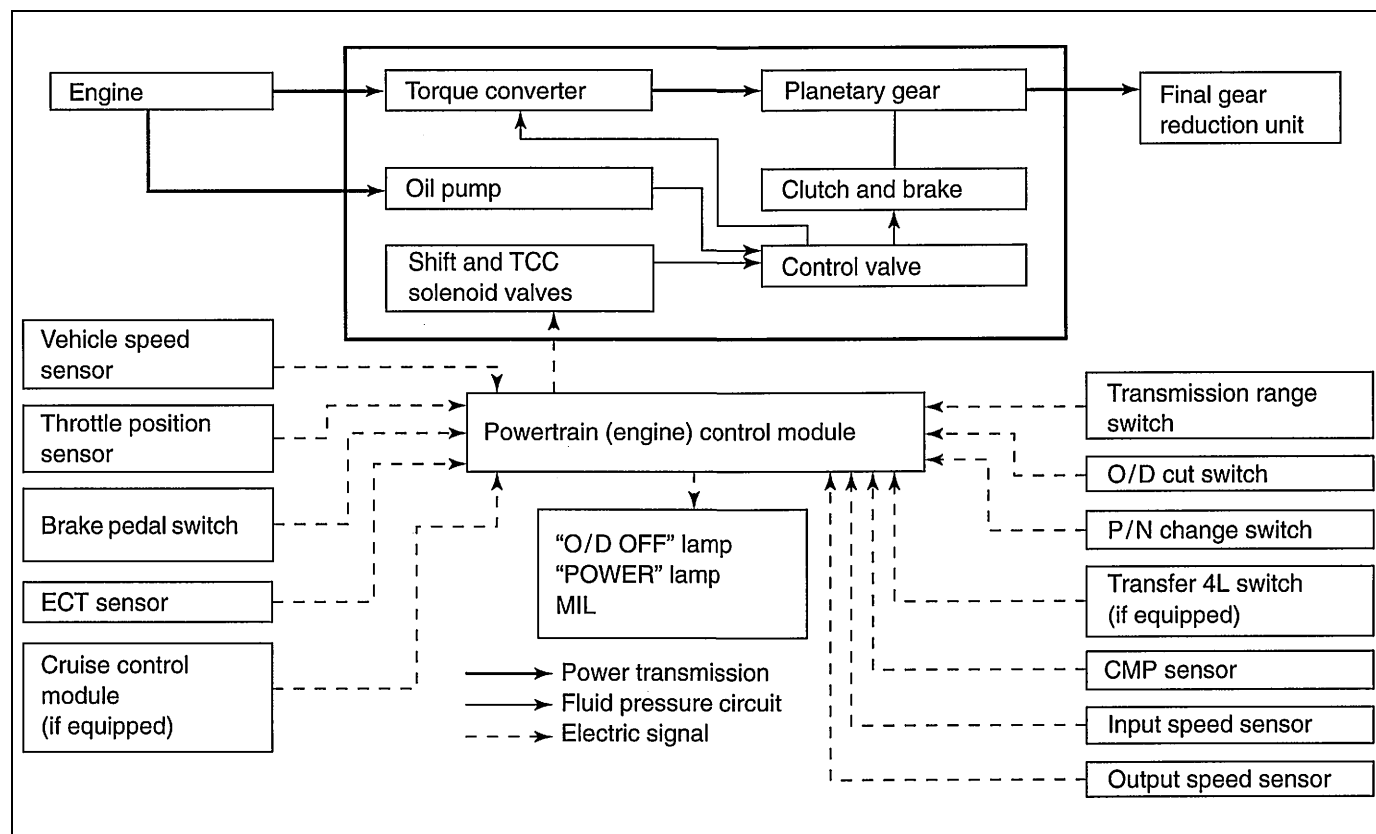 Engine
Torque converter
Planetary gear
Final gear
reduction unit
Oil pump
Clutch and brake
Shift and TCC
solenoid valves
Control valve
Vehicle speed
sensor
Throttle position
sensor
Brake pedal switch
ECT sensor
Cruise control
module
(if equipped)
Powertrain (engine) control module
"O/D OFF" lamp
"POWER" lamp
MIL
Power transmission
Fluid pressure circuit
Electric signal
Transmission range
switch
O/D cut switch
P/N change switch
Transfer 4L switch
(if equipped)
CMP sensor
Input speed sensor
Output speed sensor